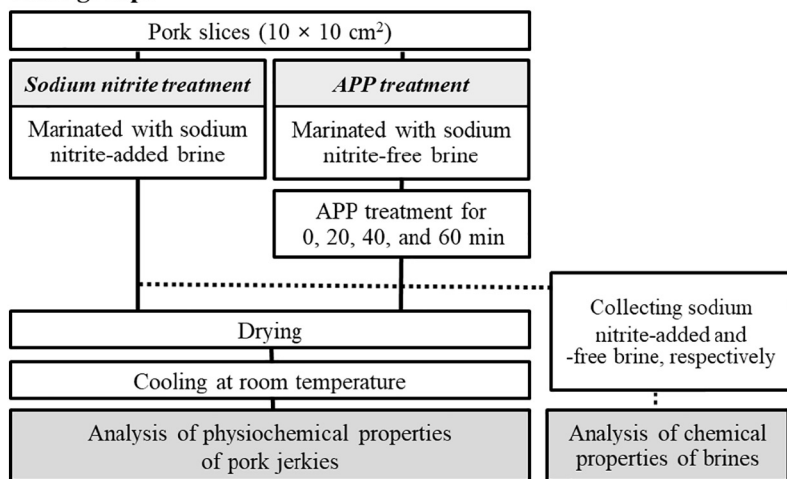 Pork slices (10 × 10 cm²)
Sodium nitrite treatment
Marinated with sodium
nitrite-added brine
APP treatment
Marinated with sodium
nitrite-free brine
APP treatment for
0, 20, 40, and 60 min
Collecting sodium
nitrite-added and
-free brine, respectively
Drying
Cooling at room temperature
Analysis of physiochemical properties
of pork jerkies
Analysis of chemical
properties of brines